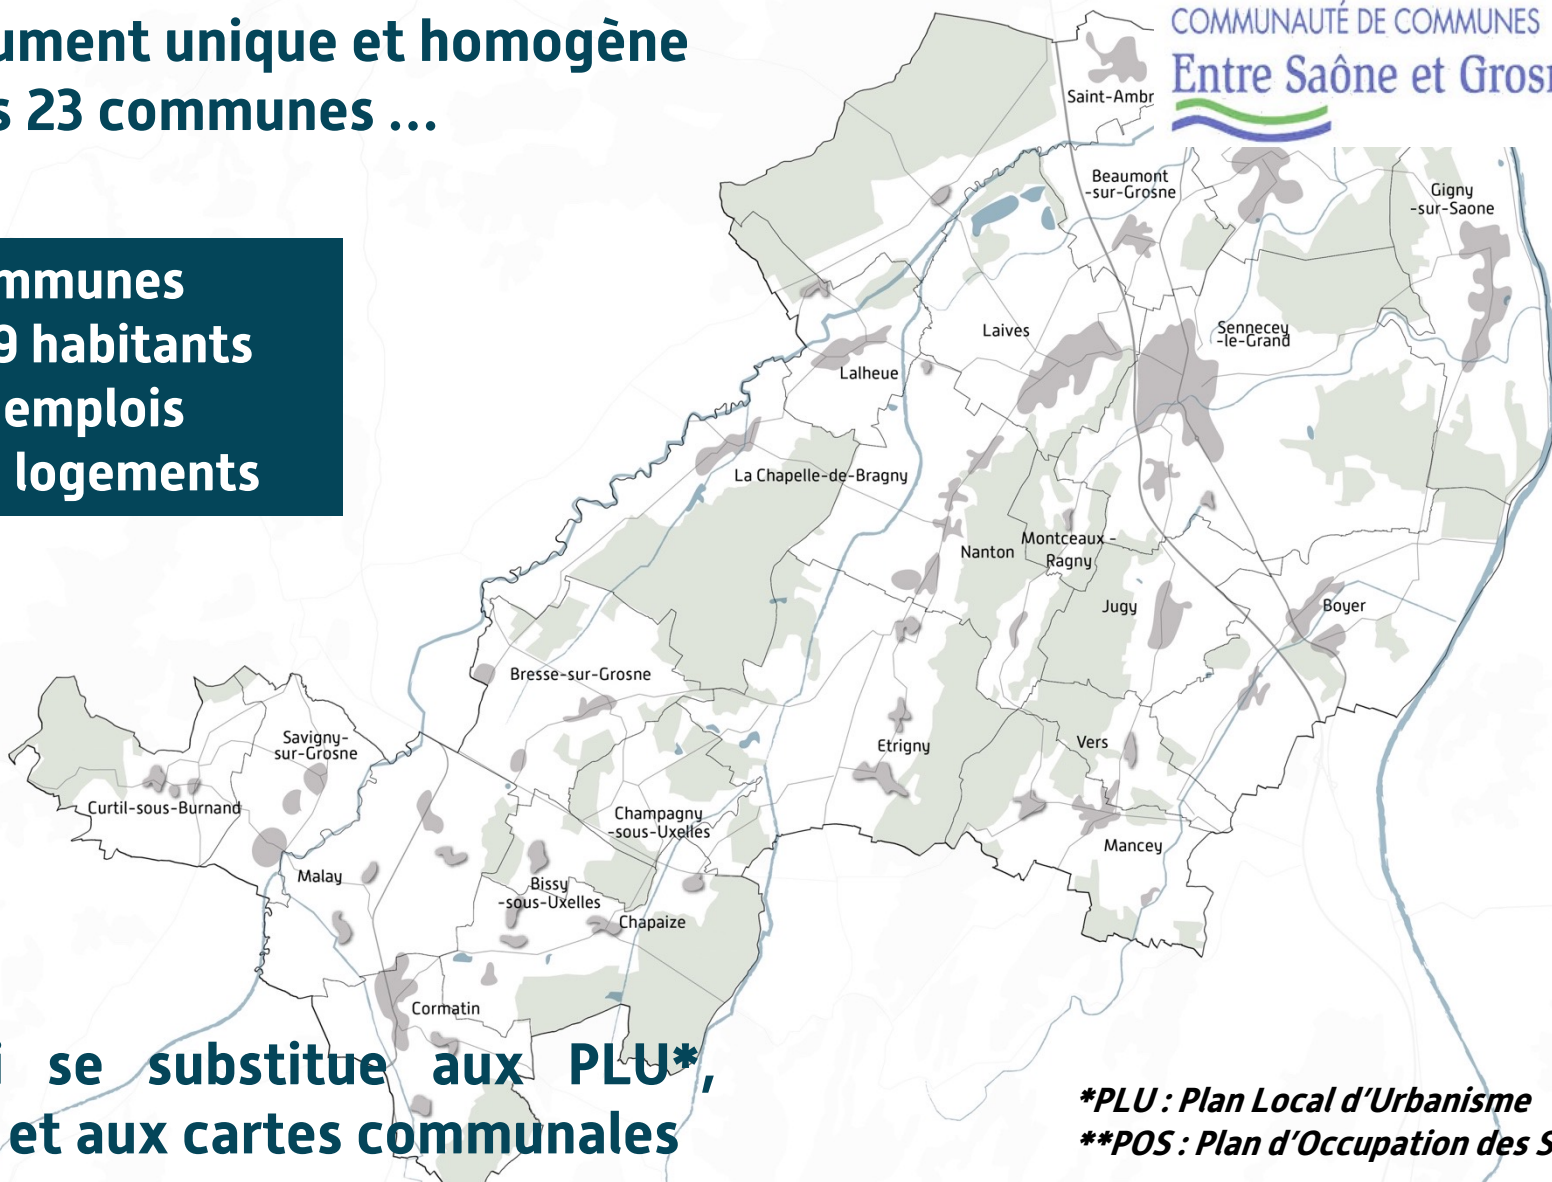 ument unique et homogène
s 23 communes ...
COMMUNAUTÉ DE COMMUNES
Entre Saône et Grosn
mmunes
9 habitants
emplois
logements
Saint-Ambr
Beaumont
-sur-Grosne
Gigny
-sur-Saone
Laives
Sennecey
-le-Grand
Lalheue
La Chapelle-de-Bragny
Nanton
Montceaux -
Ragny
Jugy
Boyer
Bresse-sur-Grosne
Savigny-
sur-Grosne
Etrigny
Vers
Curtil-sous-Burnand
Champagny
-sous-Uxelles
Mancey
Malay
Bissy
-sous-Uxelles
Chapaize
Cormatin
i se substitue aux PLU*,
et aux cartes communales
*PLU : Plan Local d'Urbanisme
**POS : Plan d'Occupation des S